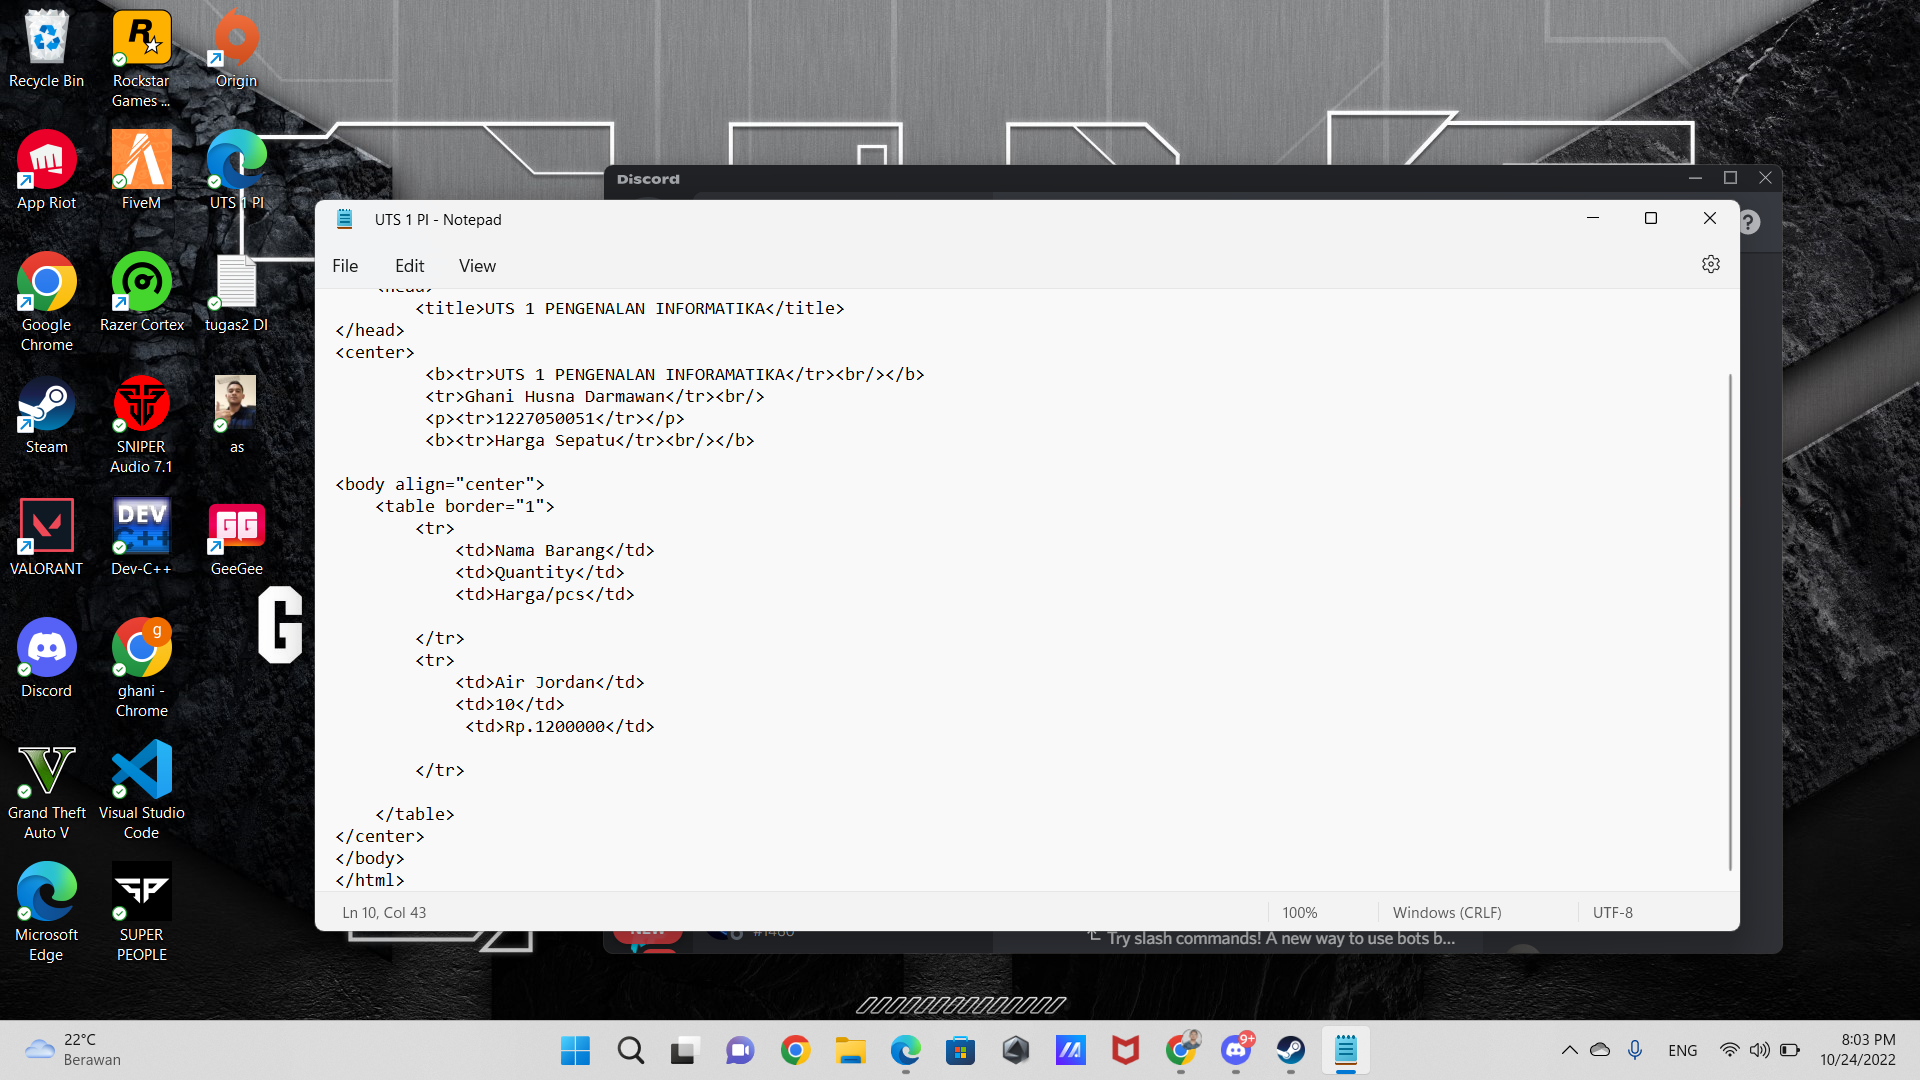 Recycle Bin
Rockstar
Games ...
Origin
App Riot
FiveM
UTS 1 PI
Google
Chrome
Razer Cortex
tugas2 DI
Steam
SNIPER
Audio 7.1
as
VALORANT
DEV
Dev-C++
GG
GeeGee
Discord
g
ghani -
Chrome
Grand Theft
Auto V
Visual Studio
Code
Microsoft
Edge
SP
SUPER
PEOPLE
G
Discord
UTS 1 PI - Notepad
File Edit View
<head>
<title>UTS 1 PENGENALAN INFORMATIKA</title>
</head>
<center>
<b><tr>UTS 1 PENGENALAN INFORAMATIKA</tr><br/></b>
<tr>Ghani Husna Darmawan</tr><br/>
<p><tr>1227050051</tr></p>
<b><tr>Harga Sepatu</tr><br/></b>
<body align="center">
<table border="1">
<tr>
<td>Nama Barang</td>
<td>Quantity</td>
<td>Harga/pcs</td>
</tr>
<tr>
<td>Air Jordan</td>
<td>10</td>
<td>Rp.1200000</td>
</tr>
</table>
</center>
</body>
</html>
Ln 10, Col 43
100%
Windows (CRLF)
UTF-8
NEW
#1460
Try slash commands! A new way to use bots b...
22°C
Berawan
9+
ENG
8:03 PM
10/24/2022